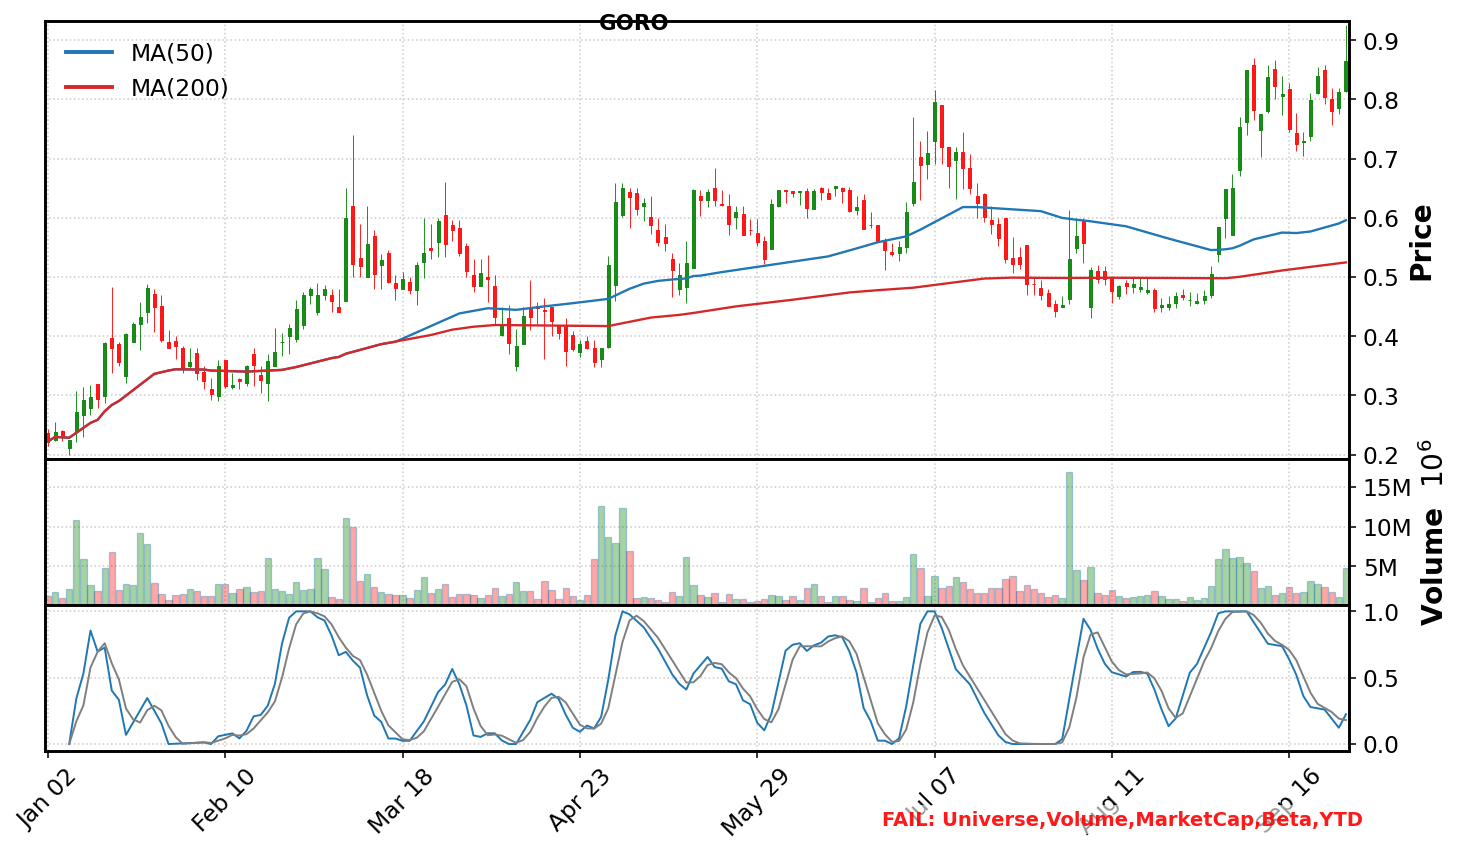 GORO
MA(50)
MA(200)
0.9
0.8
0.7
0.6
0.5
0.4
0.3
0.2
Price
15M
10M
5M
Volume 10^6
1.0
0.5
0.0
Jan 02
Feb 10
Mar 18
Apr 23
May 29
Jul 07
Aug 11
Sep 16
FAIL: Universe,Volume,MarketCap,Beta,YTD